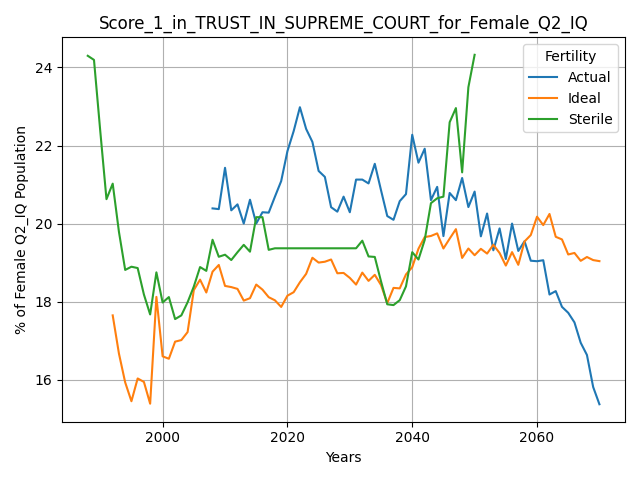 Score_1_in_TRUST_IN_SUPREME_COURT_for_Female_Q2_IQ
% of Female Q2_IQ Population
24
22
20
18
16
Fertility
Actual
Ideal
Sterile
2000
2020
2040
2060
Years